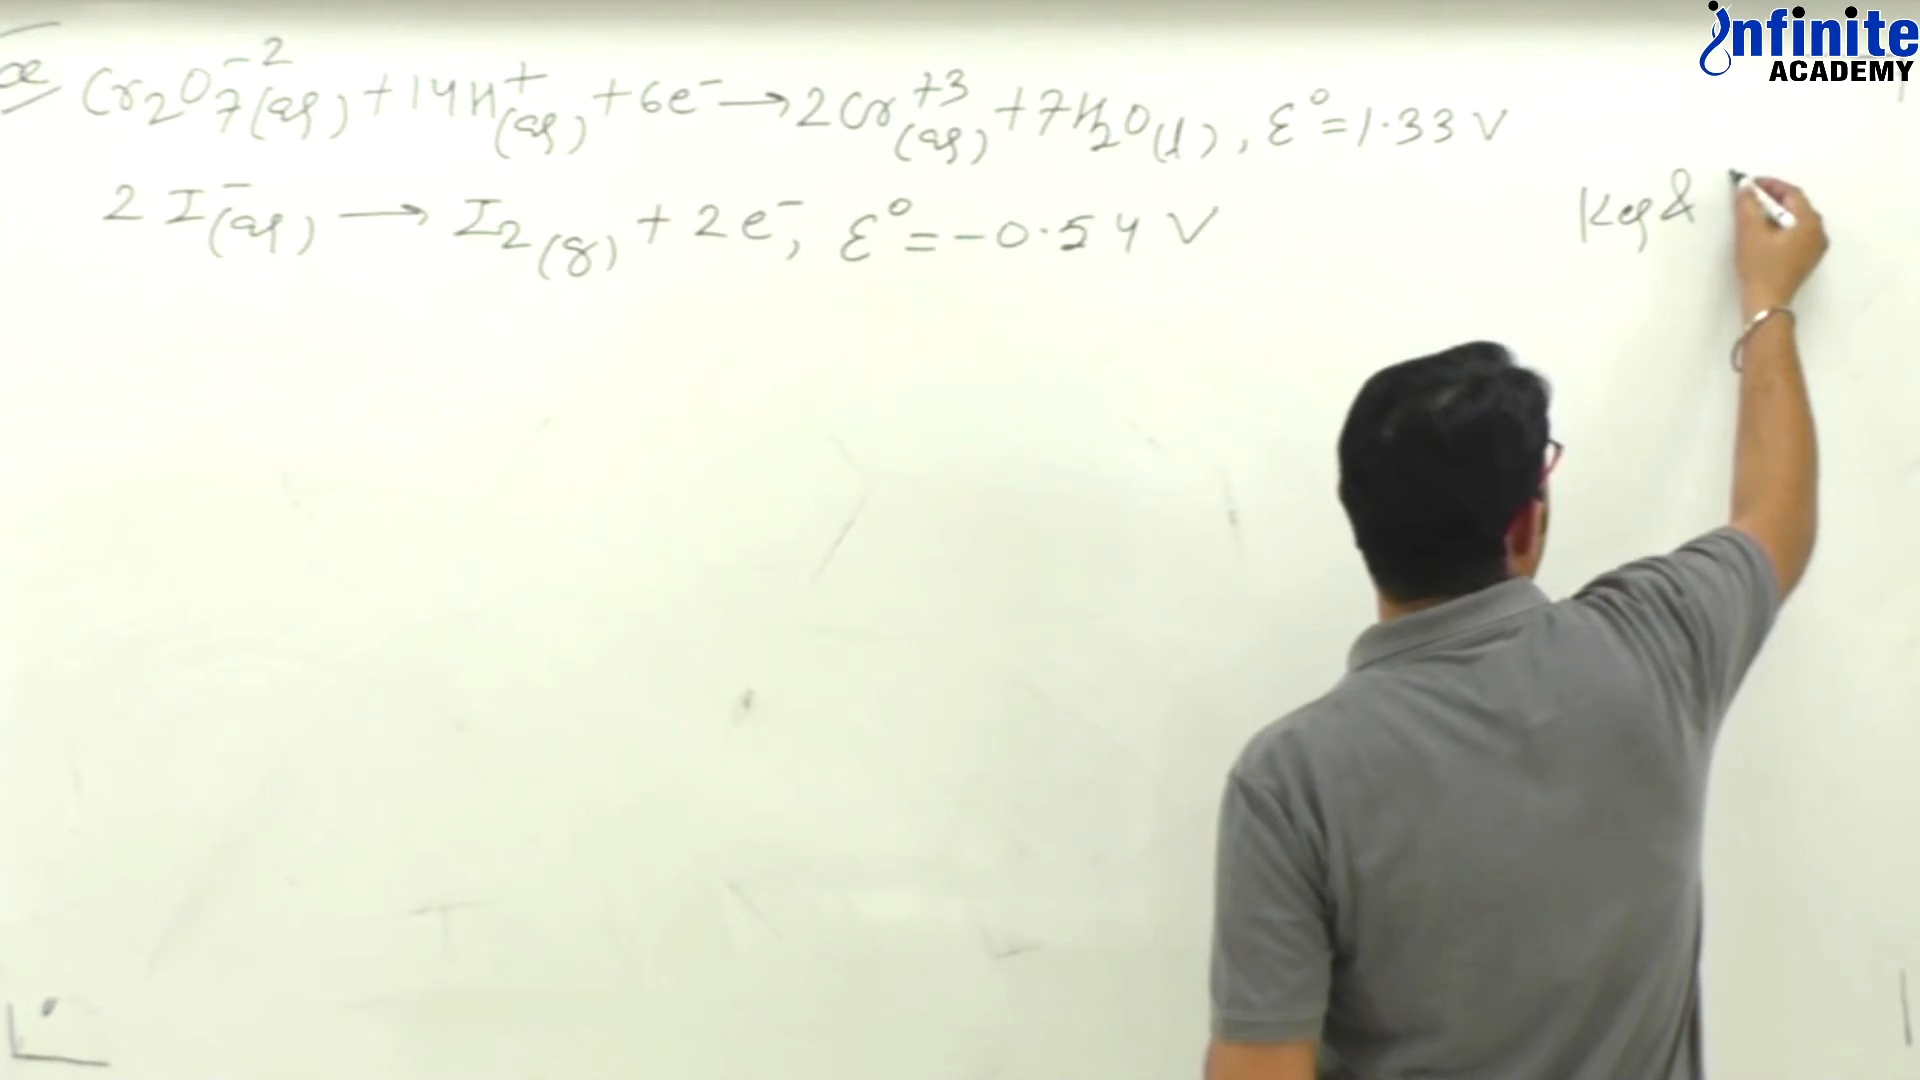 Infinite
ACADEMY
Cr₂O₇⁻²(aq) + 14H⁺(aq) + 6e⁻ → 2Cr⁺³(aq) + 7H₂O(l), ε° = 1.33 V
2I⁻(aq) → I₂(g) + 2e⁻, ε° = -0.54 V
Keq &